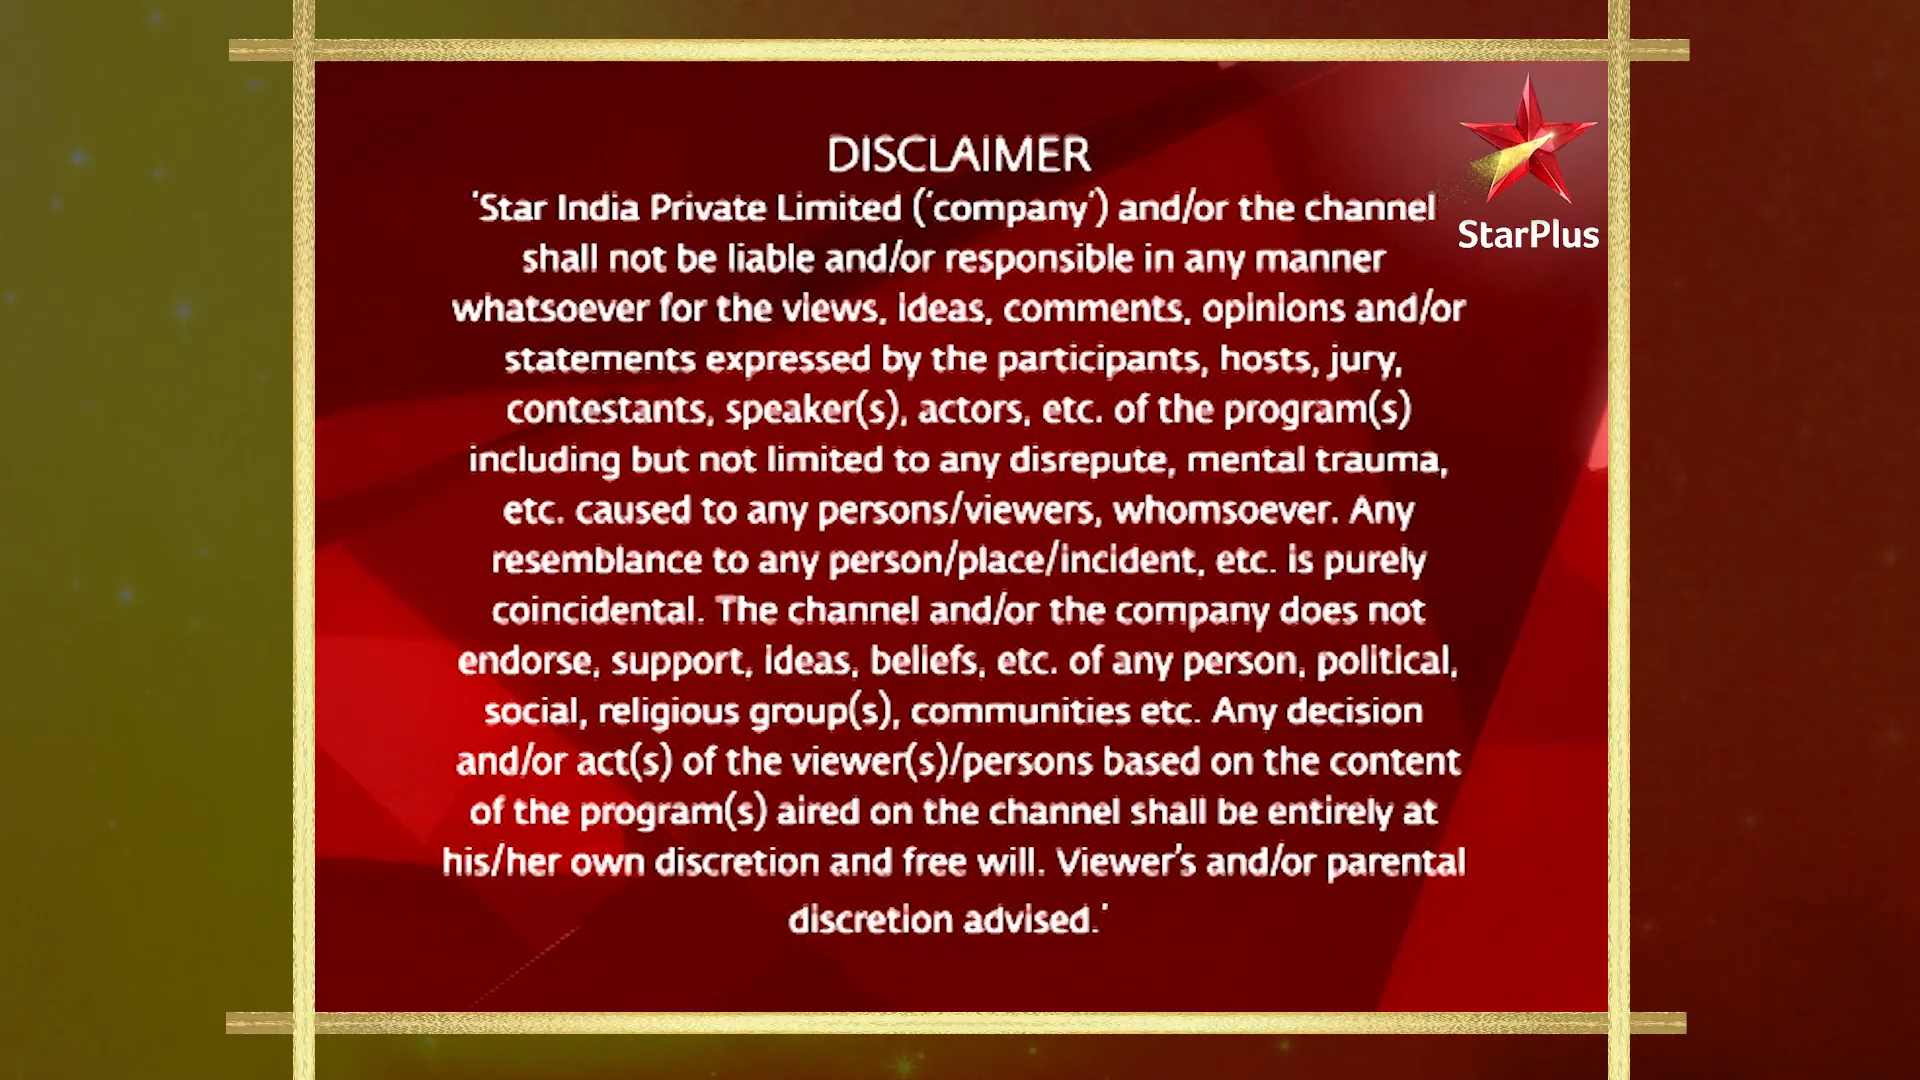 DISCLAIMER
'Star India Private Limited ('company') and/or the channel
shall not be liable and/or responsible in any manner
whatsoever for the views, ideas, comments, opinions and/or
statements expressed by the participants, hosts, jury,
contestants, speaker(s), actors, etc. of the program(s)
including but not limited to any disrepute, mental trauma,
etc. caused to any persons/viewers, whomsoever. Any
resemblance to any person/place/incident, etc. is purely
coincidental. The channel and/or the company does not
endorse, support, ideas, beliefs, etc. of any person, political,
social, religious group(s), communities etc. Any decision
and/or act(s) of the viewer(s)/persons based on the content
of the program(s) aired on the channel shall be entirely at
his/her own discretion and free will. Viewer's and/or parental
discretion advised.'
StarPlus